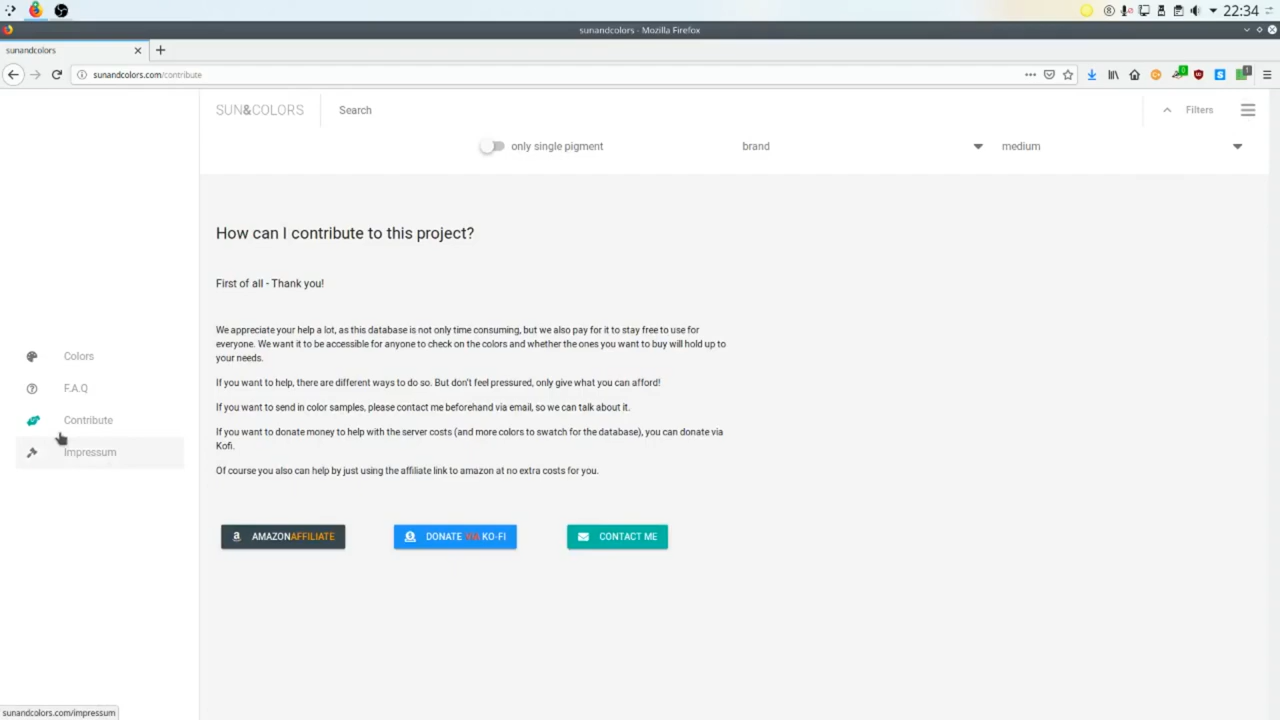 22:34
sunandcolors - Mozilla Firefox
sunandcolors
sunandcolors.com/contribute
0
1
SUN&COLORS
Search
Filters
only single pigment
brand
medium
How can I contribute to this project?
First of all - Thank you!
We appreciate your help a lot, as this database is not only time consuming, but we also pay for it to stay free to use for
everyone. We want it to be accessible for anyone to check on the colors and whether the ones you want to buy will hold up to
your needs.
If you want to help, there are different ways to do so. But don't feel pressured, only give what you can afford!
If you want to send in color samples, please contact me beforehand via email, so we can talk about it.
If you want to donate money to help with the server costs (and more colors to swatch for the database), you can donate via
Kofi.
Of course you also can help by just using the affiliate link to amazon at no extra costs for you.
Colors
F.A.Q
Contribute
Impressum
AMAZONAFFILIATE
DONATE VIA KO-FI
CONTACT ME
sunandcolors.com/impressum